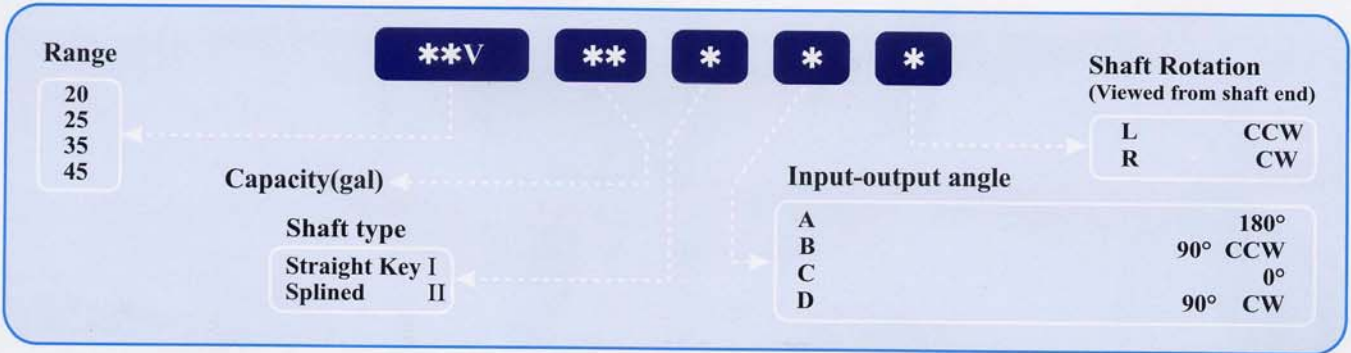 **V ** * * *
Range
20
25
35
45
Capacity(gal)
Shaft type
Straight Key I
Splined II
Input-output angle
A 180°
B 90° CCW
C 0°
D 90° CW
Shaft Rotation
(Viewed from shaft end)
L CCW
R CW